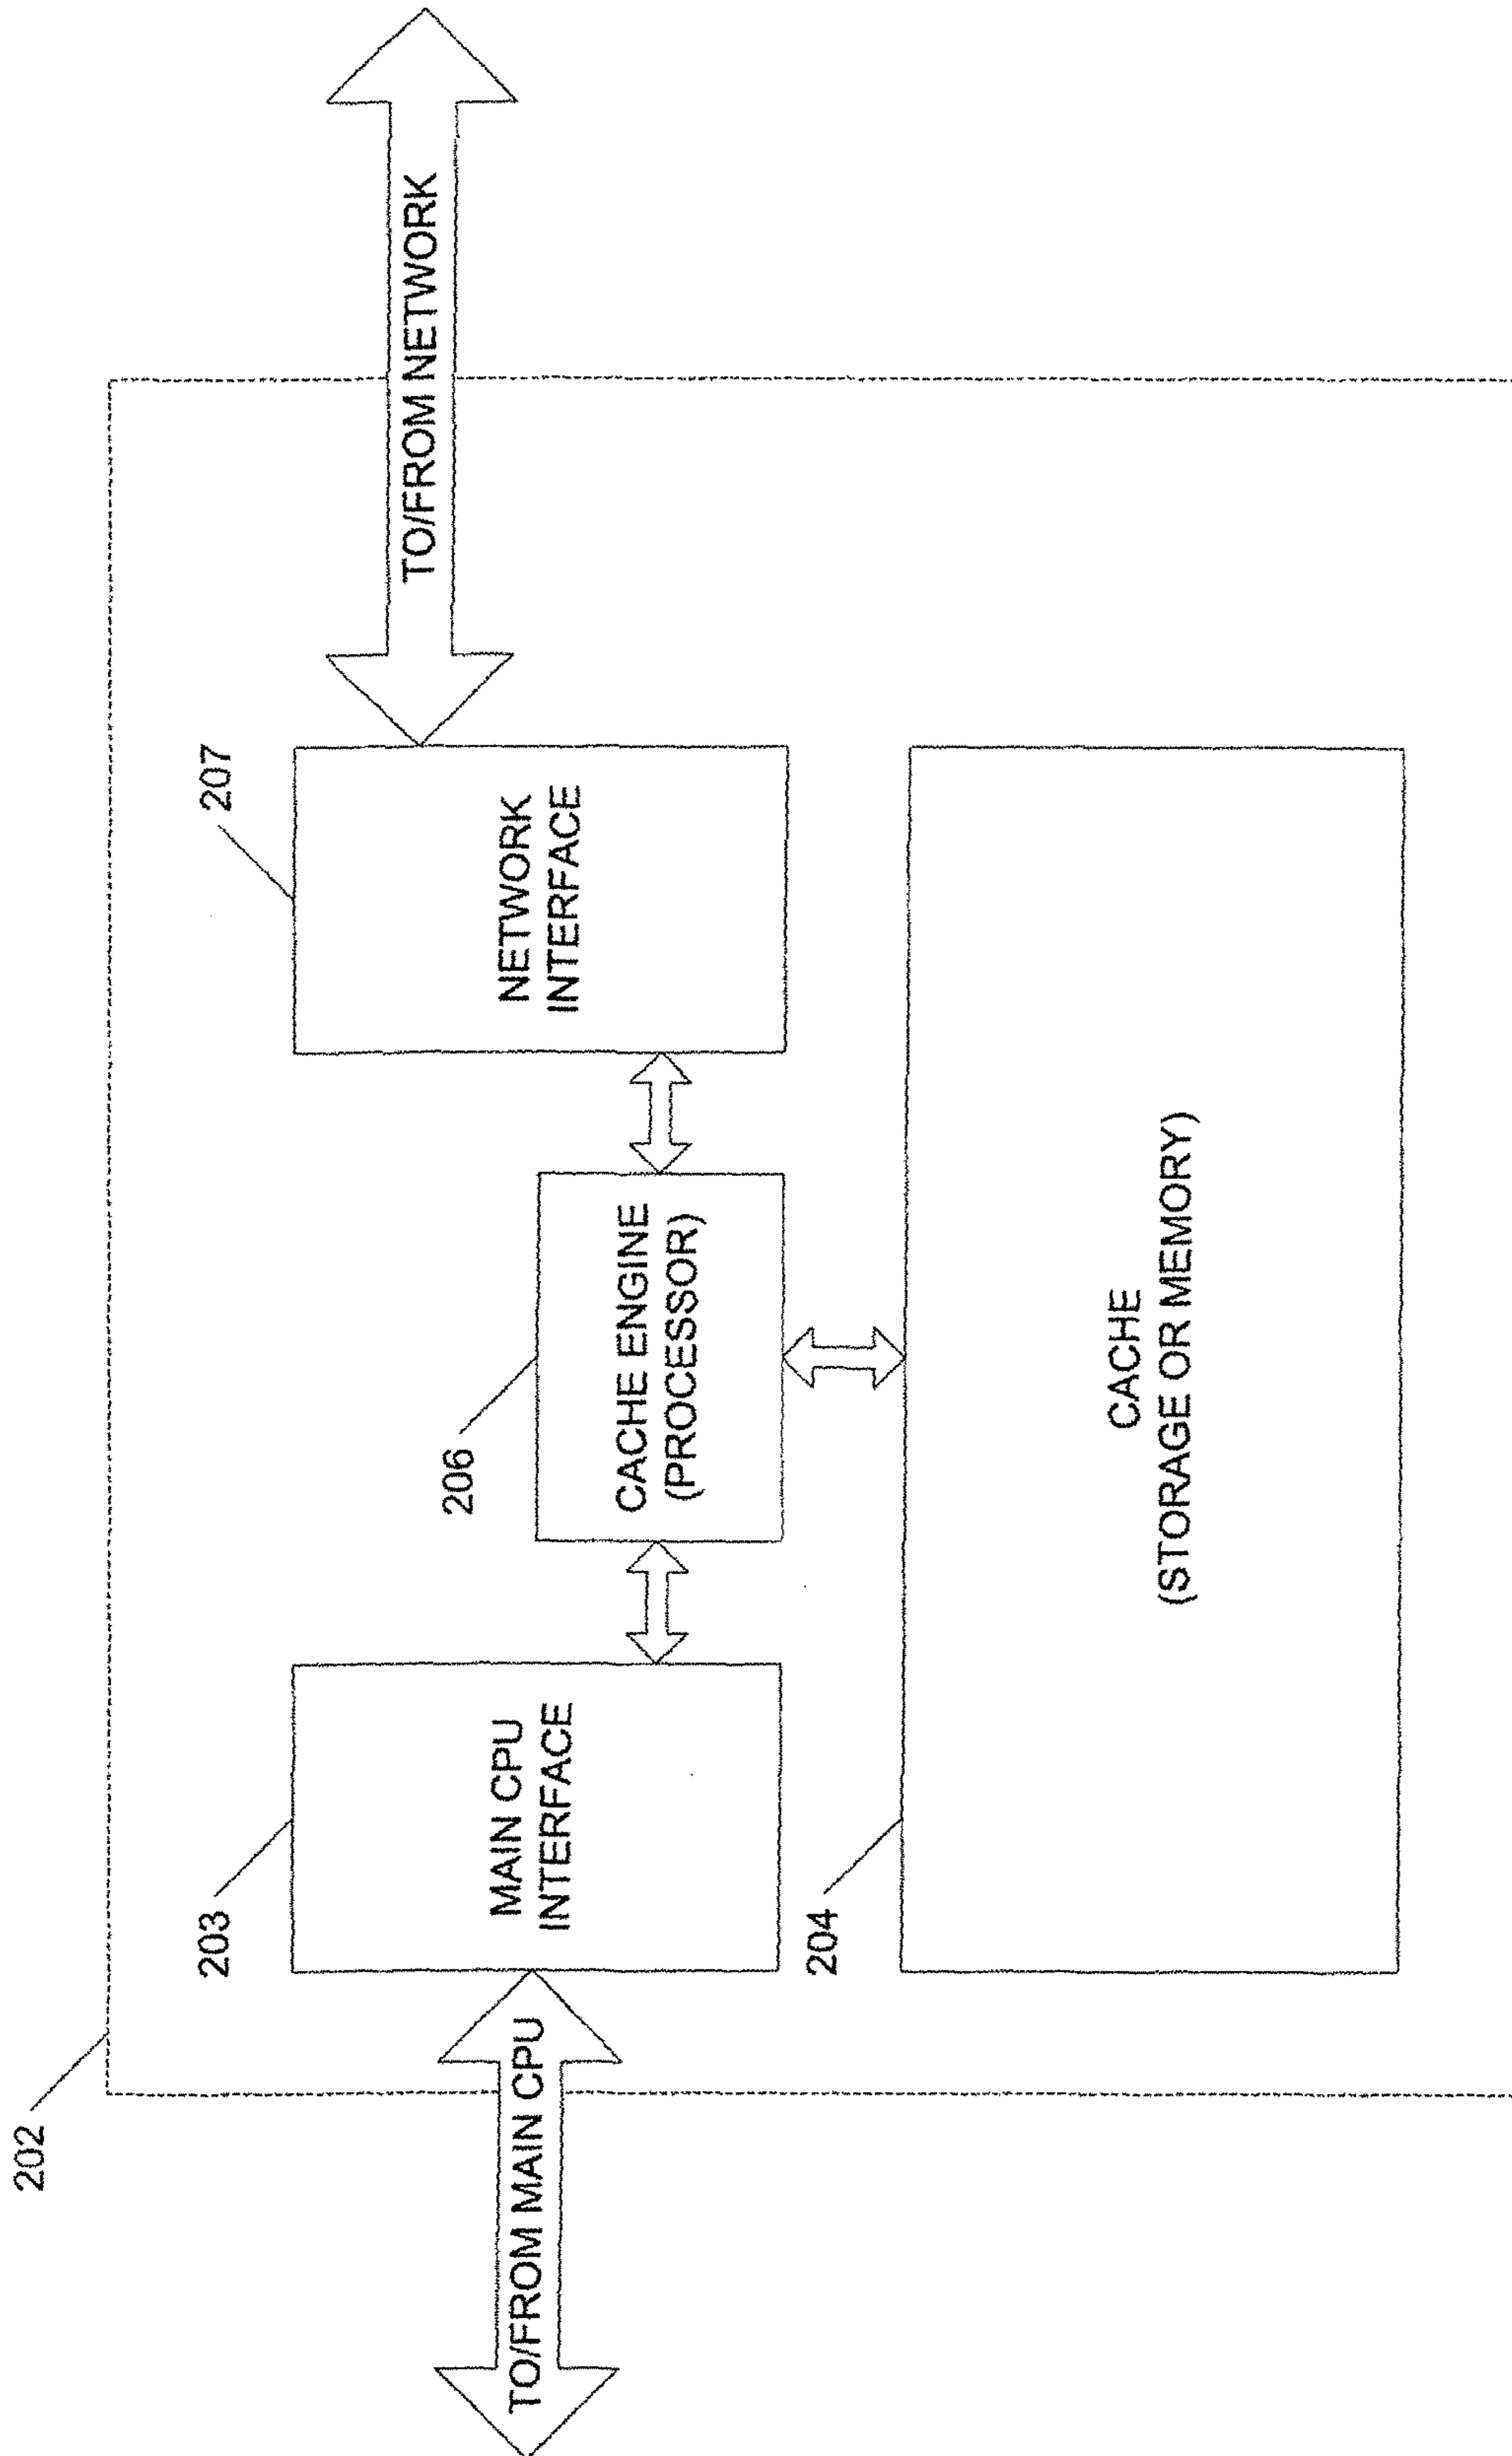 202
203
MAIN CPU
INTERFACE
TO/FROM MAIN CPU
206
CACHE ENGINE
(PROCESSOR)
207
NETWORK
INTERFACE
TO/FROM NETWORK
204
CACHE
(STORAGE OR MEMORY)